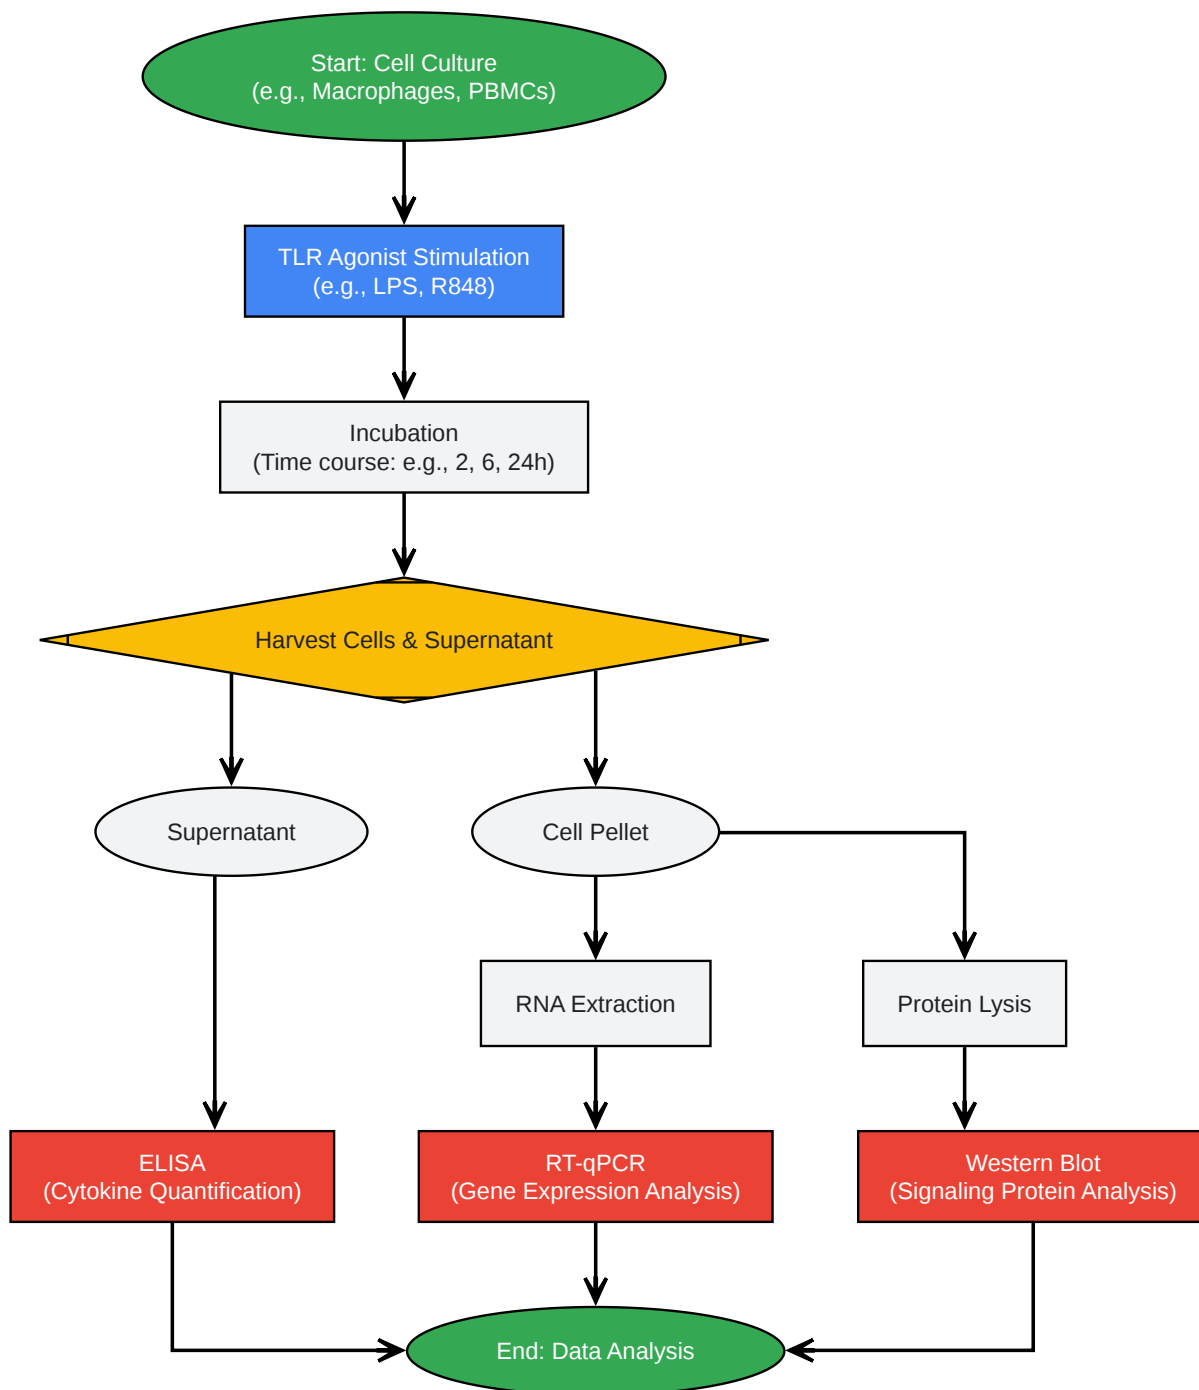 Start: Cell Culture
(e.g., Macrophages, PBMCs)
TLR Agonist Stimulation
(e.g., LPS, R848)
Incubation
(Time course: e.g., 2, 6, 24h)
Harvest Cells & Supernatant
Supernatant
Cell Pellet
RNA Extraction
Protein Lysis
ELISA
(Cytokine Quantification)
RT-qPCR
(Gene Expression Analysis)
Western Blot
(Signaling Protein Analysis)
End: Data Analysis